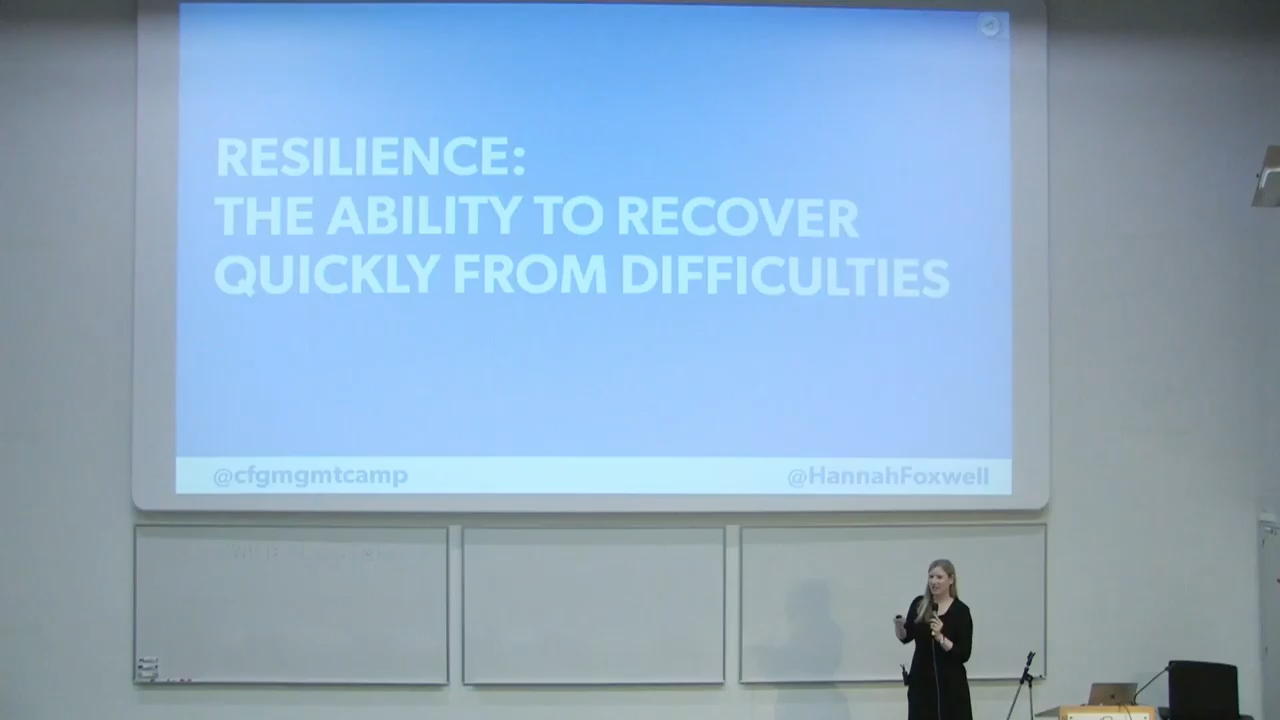 RESILIENCE:
THE ABILITY TO RECOVER
QUICKLY FROM DIFFICULTIES
@cfgmgmtcamp
@HannahFoxwell